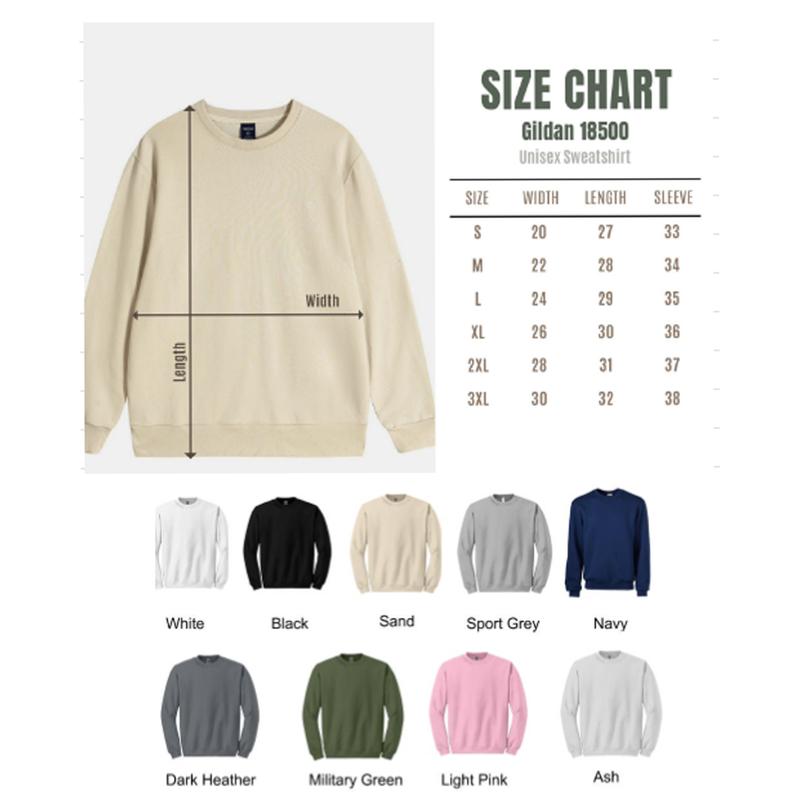 SIZE CHART
Gildan 18500
Unisex Sweatshirt
SIZE WIDTH LENGTH SLEEVE
S 20 27 33
M 22 28 34
L 24 29 35
XL 26 30 36
2XL 28 31 37
3XL 30 32 38
Width
Length
White Black Sand Sport Grey Navy
Dark Heather Military Green Light Pink Ash